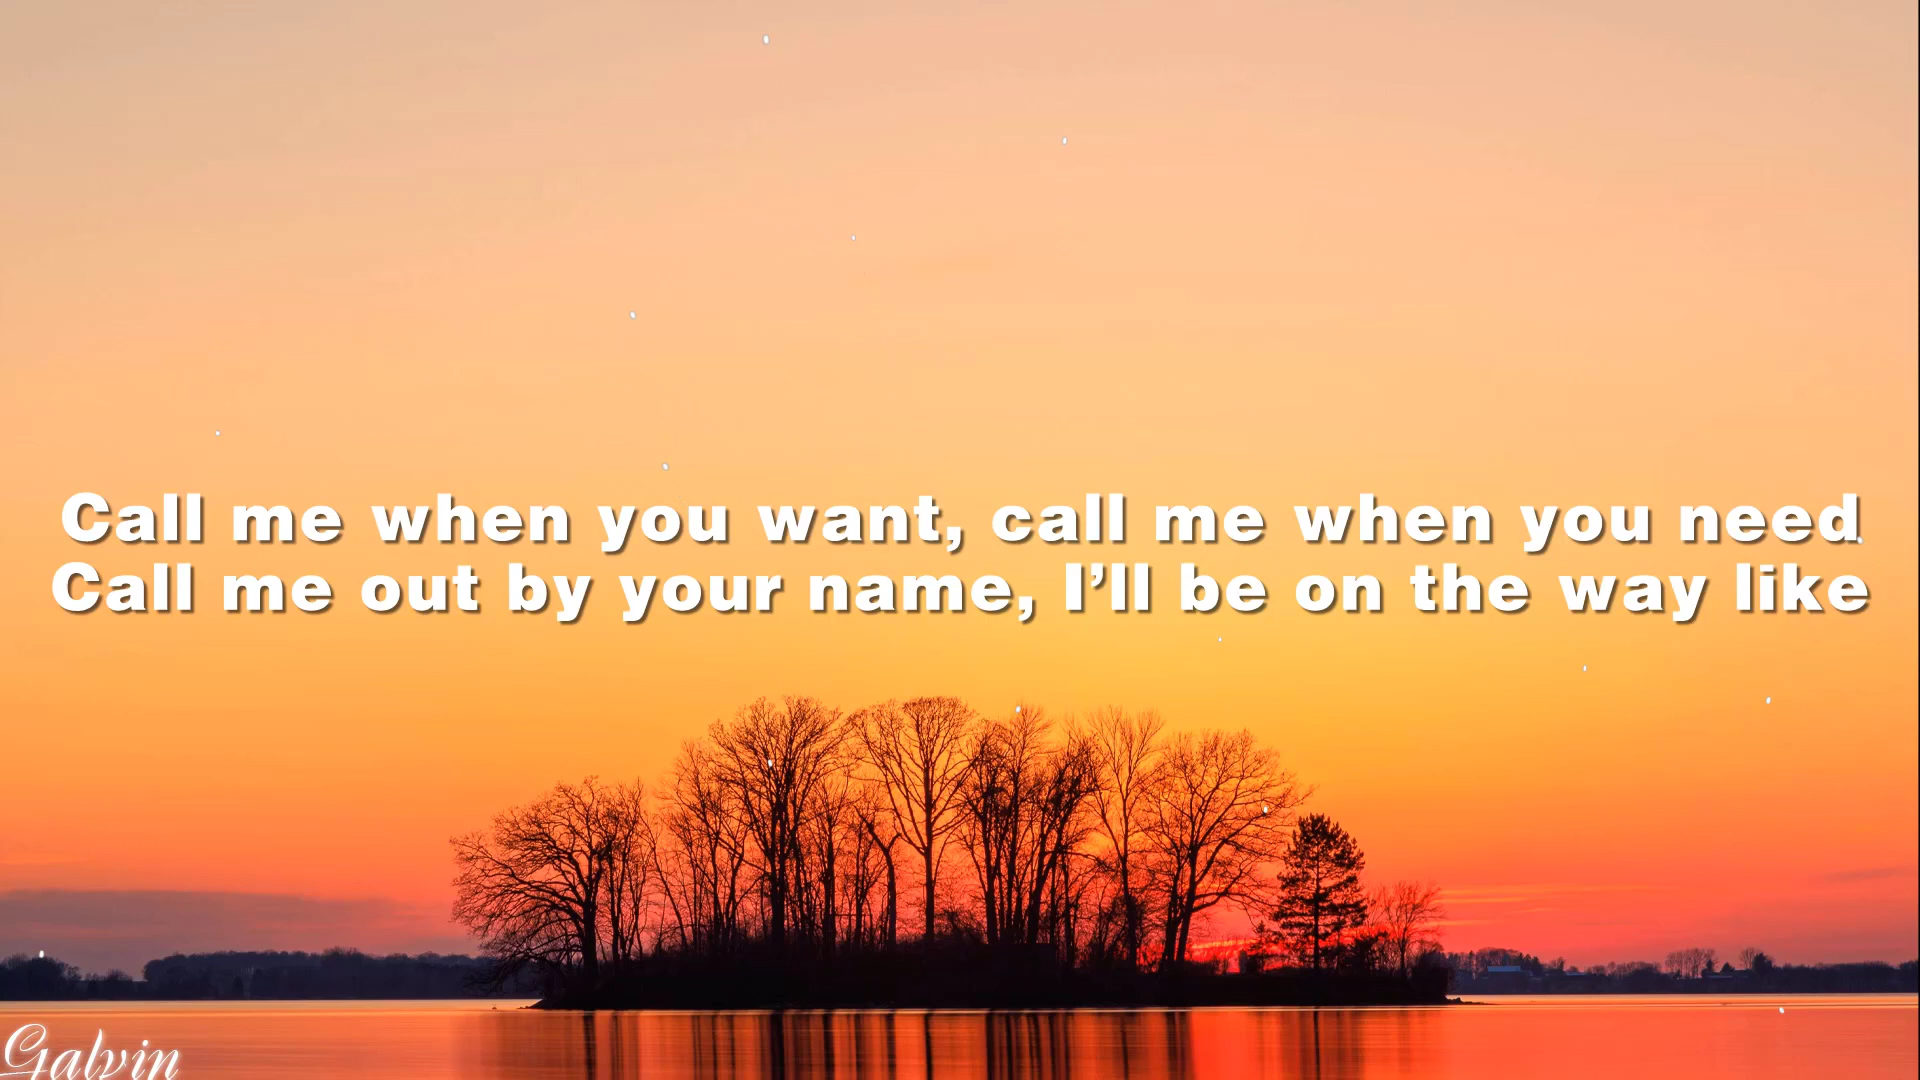 Call me when you want, call me when you need
Call me out by your name, I’ll be on the way like
Galvin